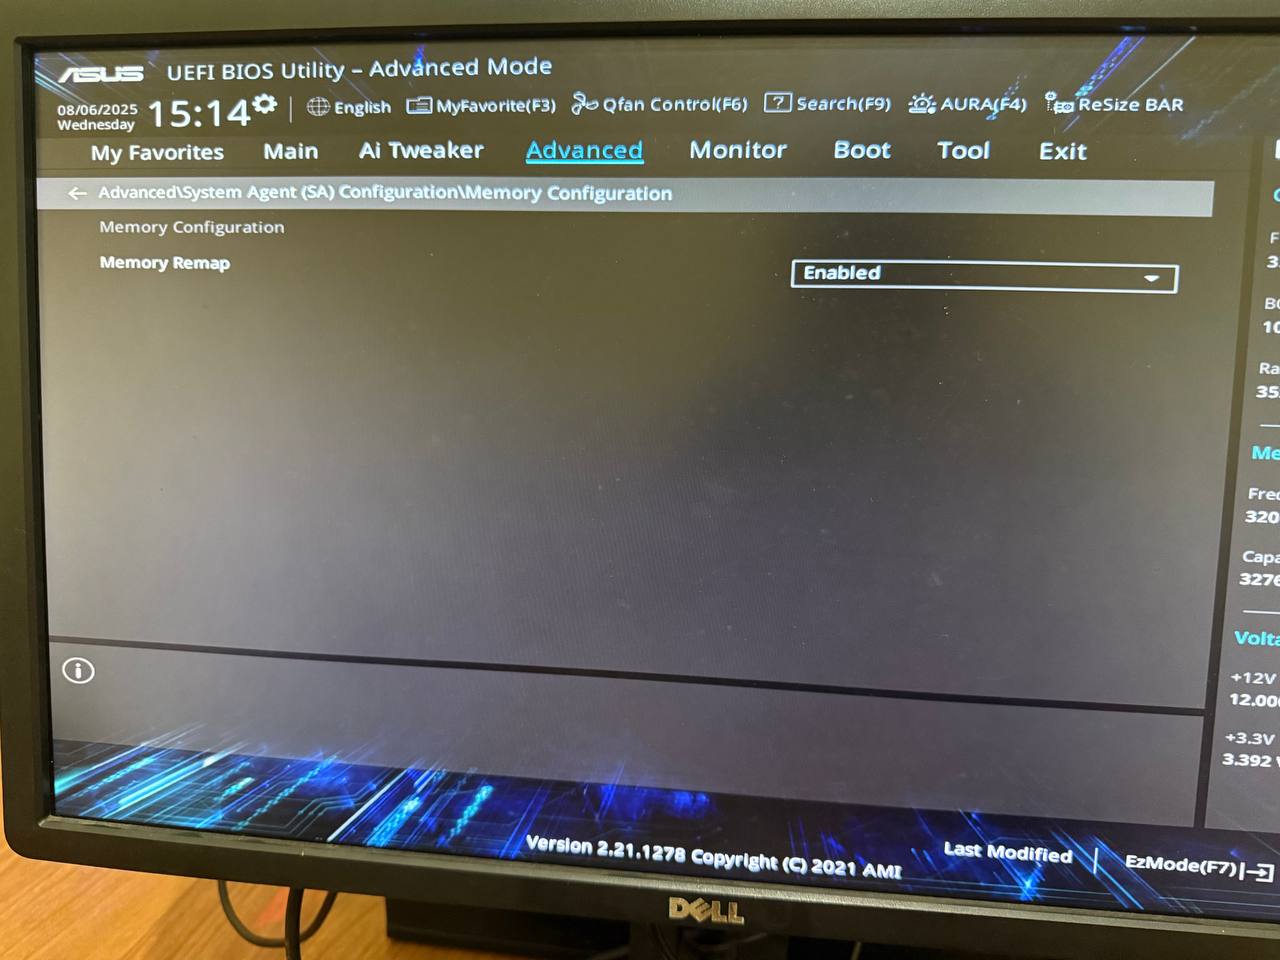 ASUS UEFI BIOS Utility – Advanced Mode
08/06/2025
Wednesday
15:14
English
MyFavorite(F3)
Qfan Control(F6)
Search(F9)
AURA(F4)
ReSize BAR
My Favorites
Main
Ai Tweaker
Advanced
Monitor
Boot
Tool
Exit
← Advanced\System Agent (SA) Configuration\Memory Configuration
Memory Configuration
Memory Remap
Enabled
+12V
+3.3V
3.392
Version 2.21.1278 Copyright (C) 2021 AMI
Last Modified
EzMode(F7)
DELL